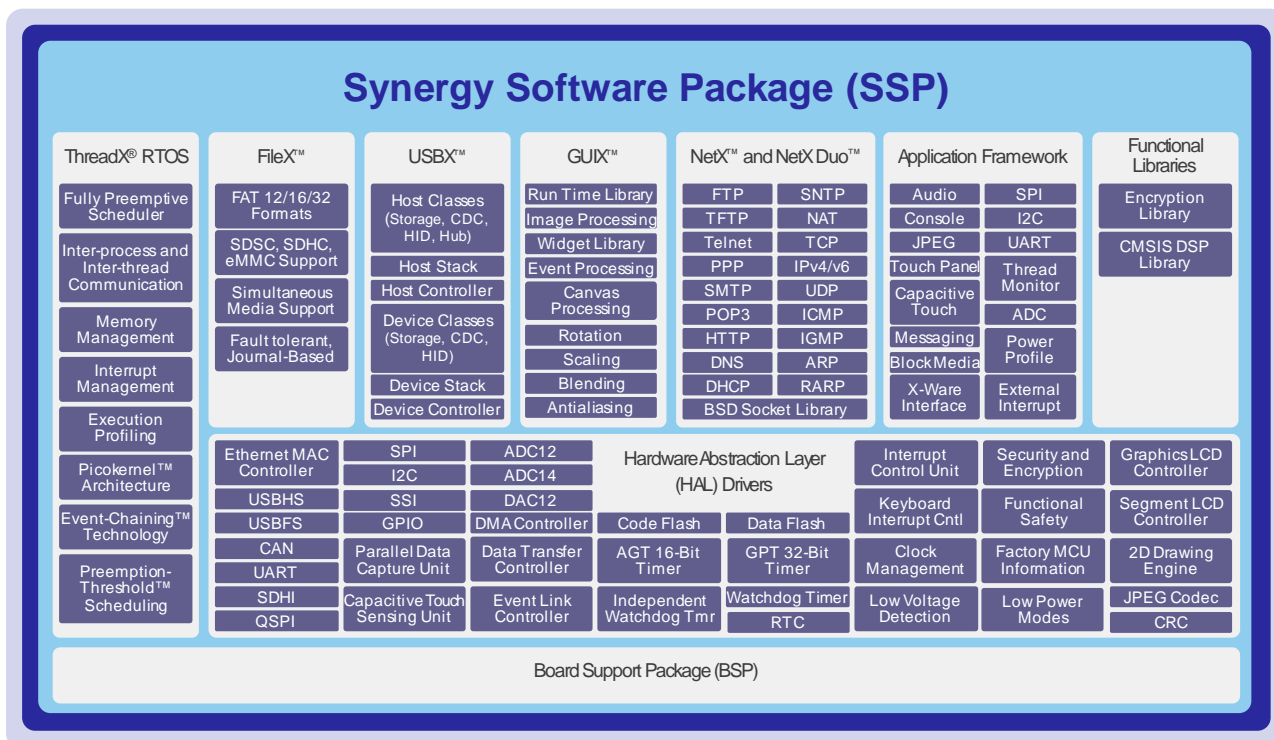 Synergy Software Package (SSP)
ThreadX® RTOS
Fully Preemptive
Scheduler
Inter-process and
Inter-thread
Communication
Memory
Management
Interrupt
Management
Execution
Profiling
Picokernel™
Architecture
Event-Chaining™
Technology
Preemption-
Threshold™
Scheduling
FileX™
FAT 12/16/32
Formats
SDSC, SDHC,
eMMC Support
Simultaneous
Media Support
Fault tolerant,
Journal-Based
USBX™
Host Classes
(Storage, CDC,
HID, Hub)
Host Stack
Host Controller
Device Classes
(Storage, CDC,
HID)
Device Stack
Device Controller
GUIX™
Run Time Library
Image Processing
Widget Library
Event Processing
Canvas
Processing
Rotation
Scaling
Blending
Antialiasing
NetX™ and NetX Duo™
FTP
TFTP
Telnet
PPP
SMTP
POP3
HTTP
DNS
DHCP
SNTP
NAT
TCP
IPv4/v6
UDP
ICMP
IGMP
ARP
RARP
BSD Socket Library
Application Framework
Audio
Console
JPEG
Touch Panel
Capacitive
Touch
Messaging
Block Media
X-Ware
Interface
SPI
I2C
UART
Thread
Monitor
ADC
Power
Profile
External
Interrupt
Functional
Libraries
Encryption
Library
CMSIS DSP
Library
Hardware Abstraction Layer
(HAL) Drivers
Ethernet MAC
Controller
USBHS
USBFS
CAN
UART
SDHI
QSPI
SPI
I2C
SSI
GPIO
Parallel Data
Capture Unit
Capacitive Touch
Sensing Unit
ADC12
ADC14
DAC12
DMA Controller
Data Transfer
Controller
Event Link
Controller
Code Flash
AGT 16-Bit
Timer
Independent
Watchdog Tmr
Data Flash
GPT 32-Bit
Timer
Watchdog Timer
RTC
Interrupt
Control Unit
Keyboard
Interrupt Cntl
Clock
Management
Low Voltage
Detection
Security and
Encryption
Functional
Safety
Factory MCU
Information
Low Power
Modes
Graphics LCD
Controller
Segment LCD
Controller
2D Drawing
Engine
JPEG Codec
CRC
Board Support Package (BSP)